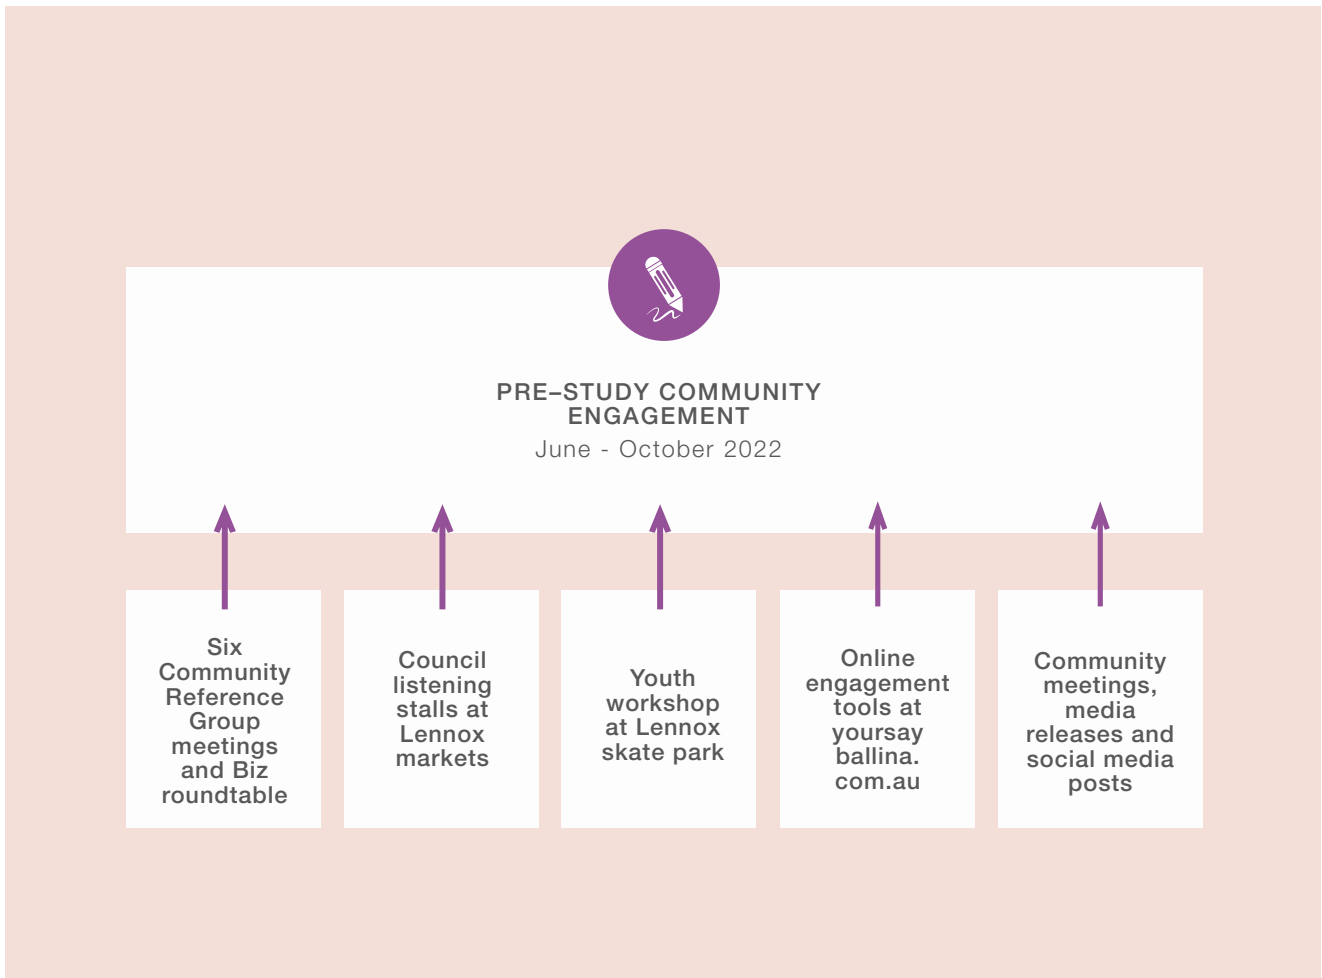 PRE–STUDY COMMUNITY
ENGAGEMENT
June - October 2022
Six
Community
Reference
Group
meetings
and Biz
roundtable
Council
listening
stalls at
Lennox
markets
Youth
workshop
at Lennox
skate park
Online
engagement
tools at
yoursay
ballina.
com.au
Community
meetings,
media
releases and
social media
posts